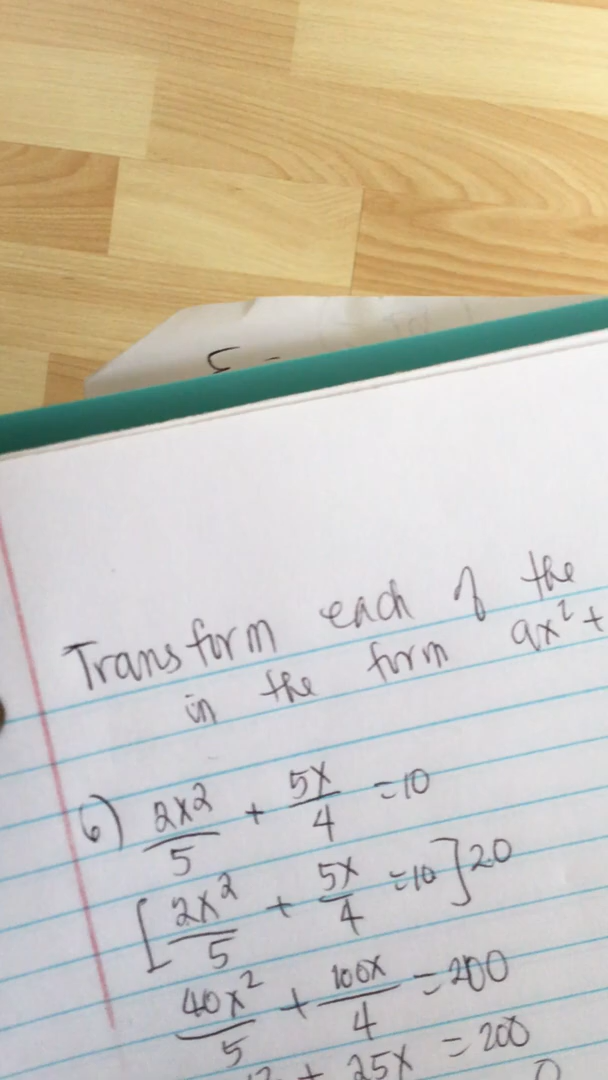 5 -
Transform each of the
in the form ax² +
6) 2x²/5 + 5x/4 = 10
[2x²/5 + 5x/4 = 10]20
40x²/5 + 100x/4 = 200
+ 25x = 200